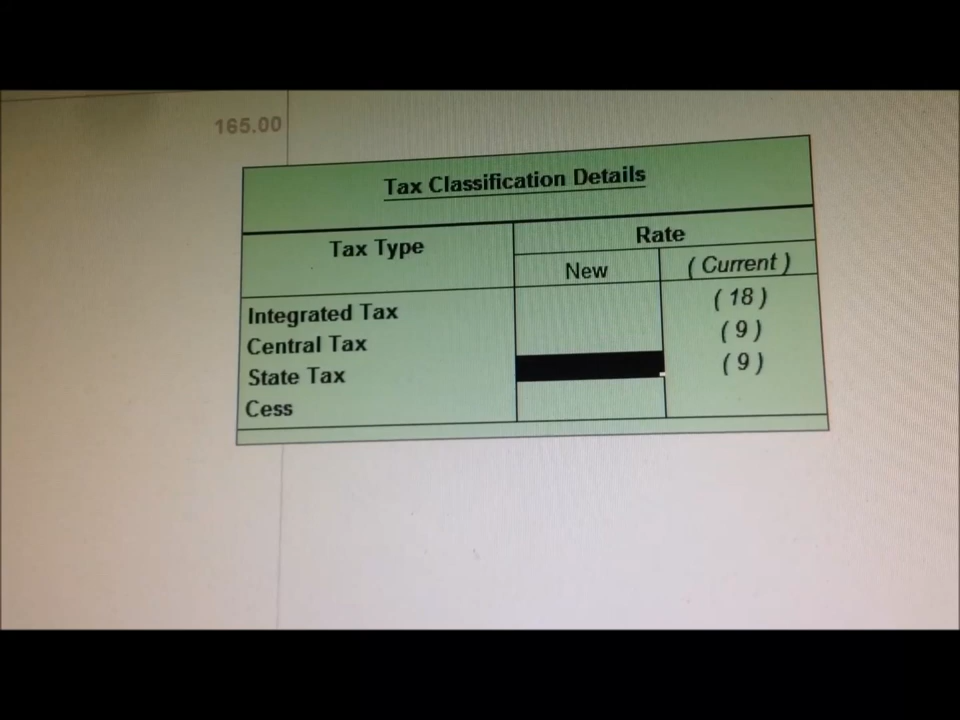 165.00
Tax Classification Details
Tax Type
Rate
New
( Current )
Integrated Tax
( 18 )
Central Tax
( 9 )
State Tax
( 9 )
Cess